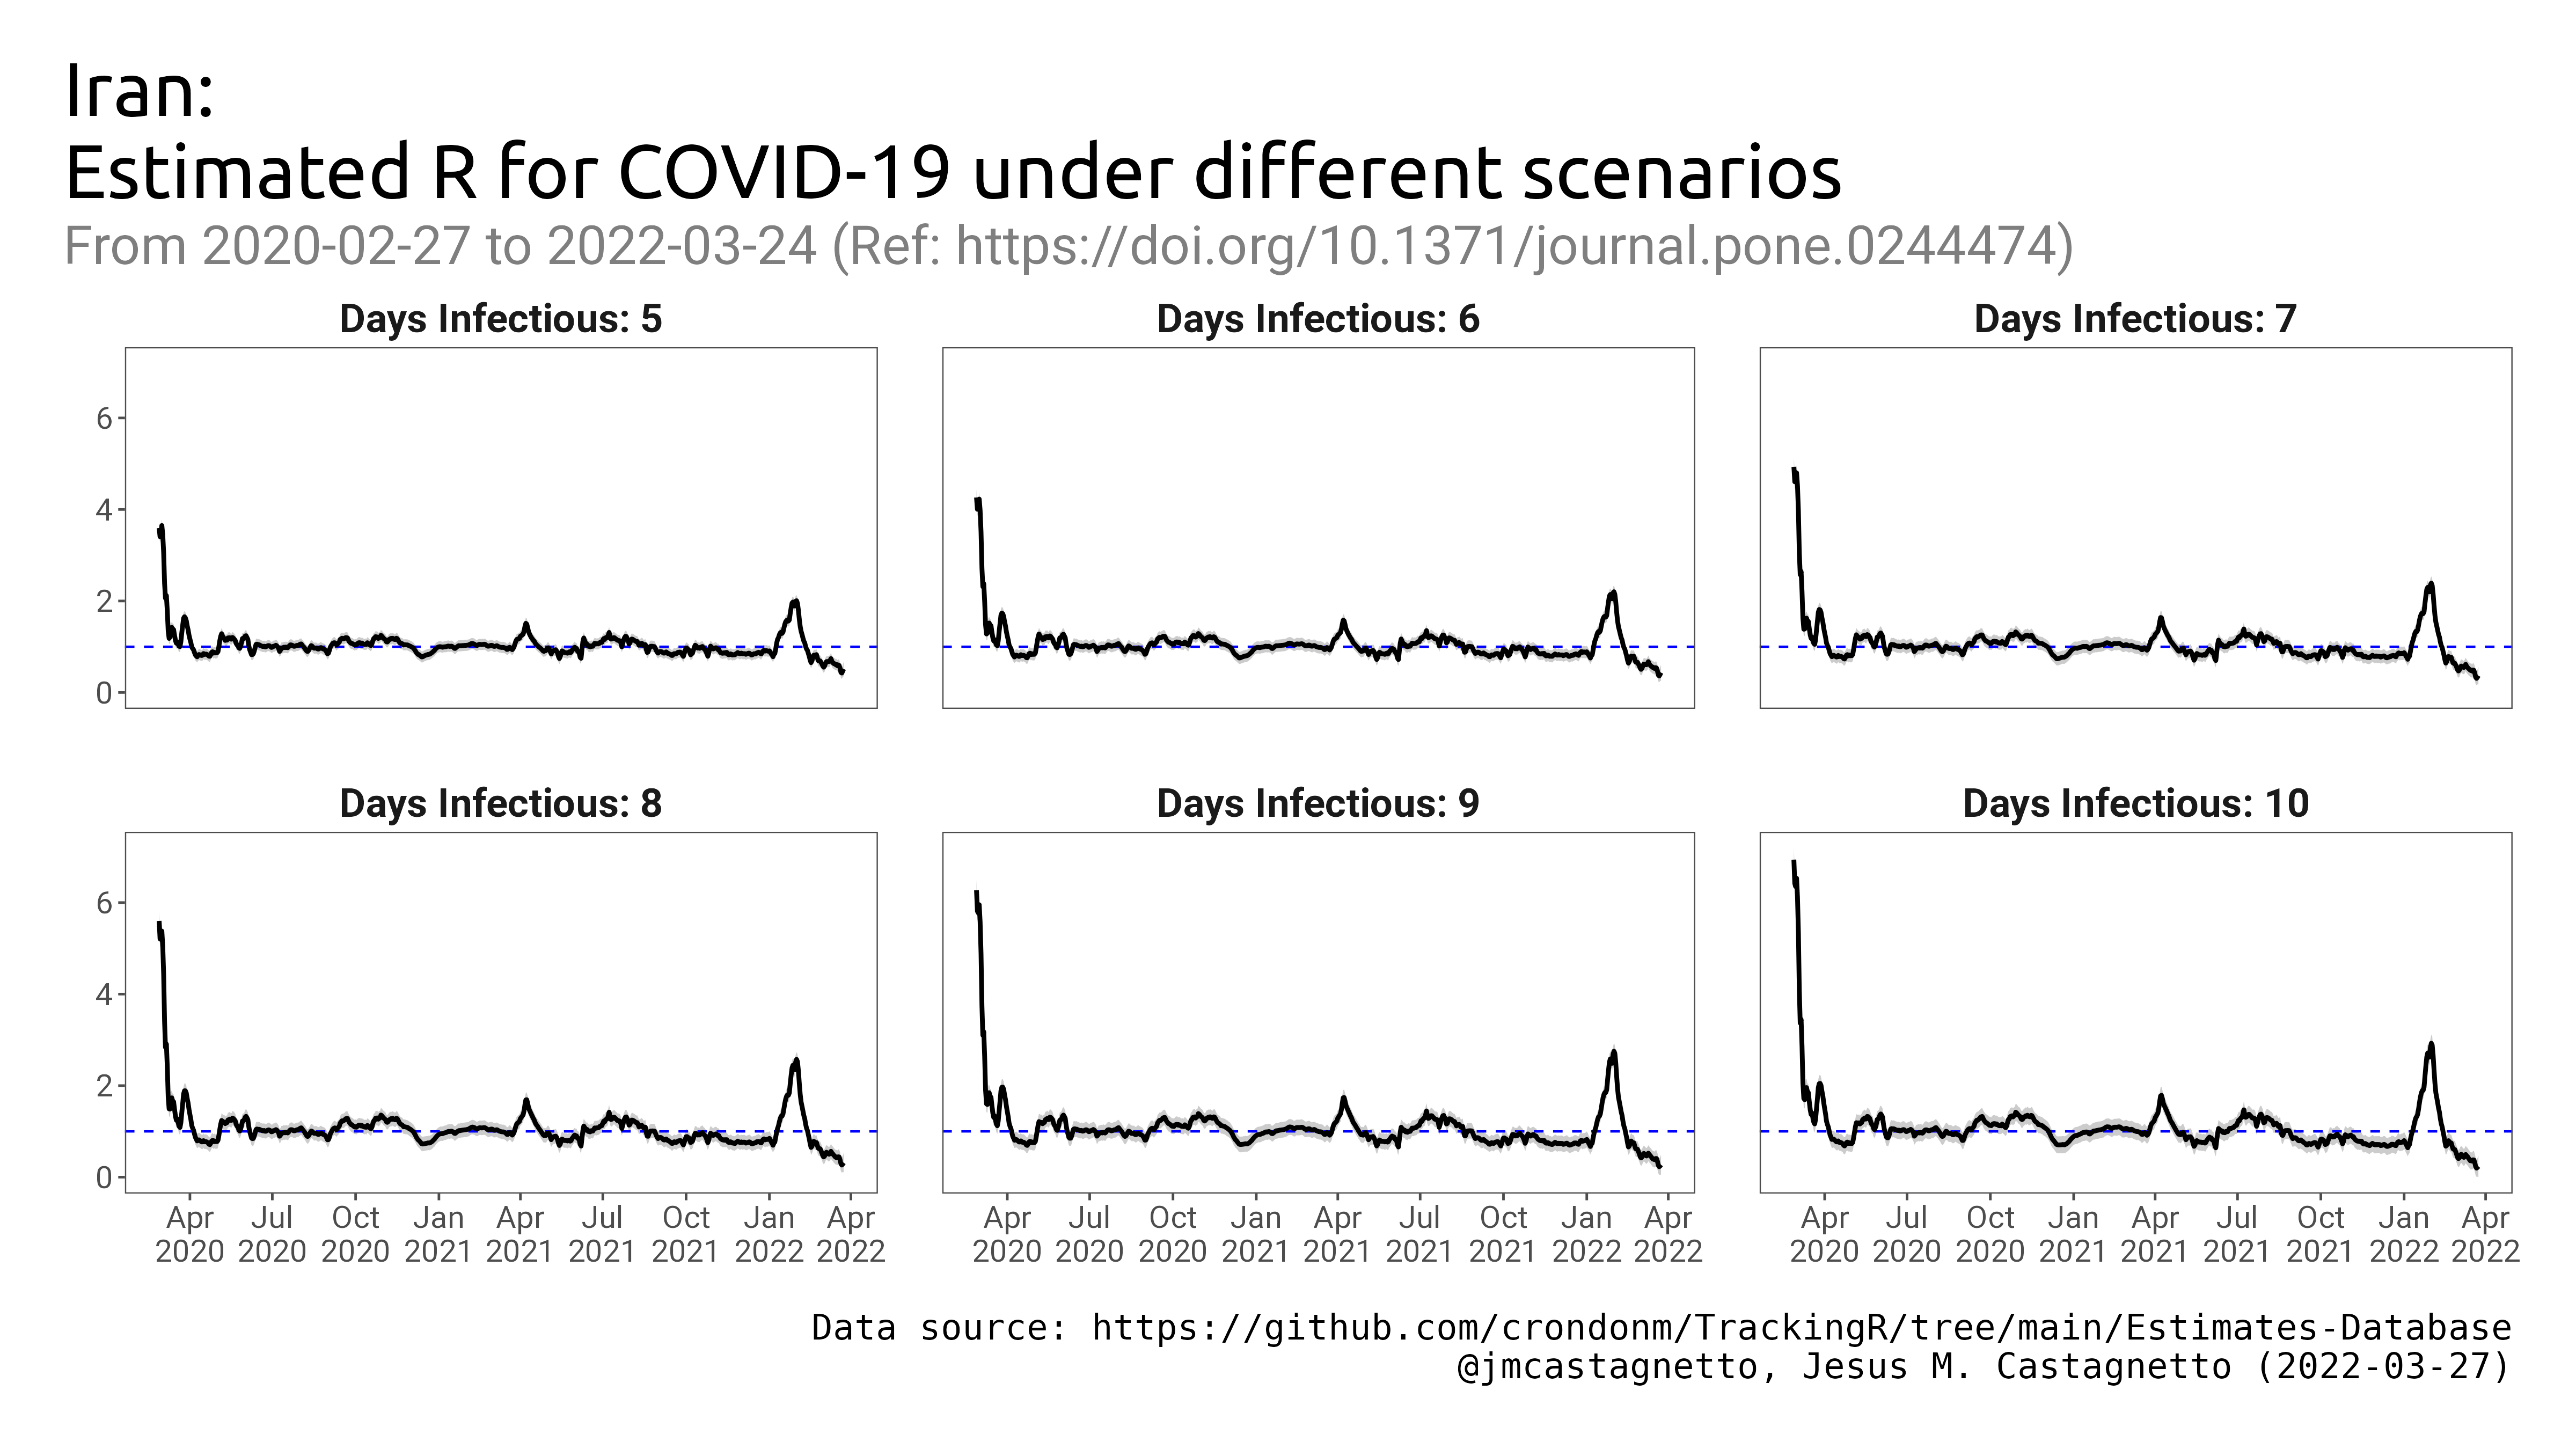 Iran:
Estimated R for COVID-19 under different scenarios
From 2020-02-27 to 2022-03-24 (Ref: https://doi.org/10.1371/journal.pone.0244474)
Days Infectious: 5
Days Infectious: 6
Days Infectious: 7
6
4
2
0
Days Infectious: 8
Days Infectious: 9
Days Infectious: 10
6
4
2
0
Apr Jul Oct Jan Apr Jul Oct Jan Apr
2020 2020 2020 2021 2021 2021 2021 2022 2022
Apr Jul Oct Jan Apr Jul Oct Jan Apr
2020 2020 2020 2021 2021 2021 2021 2022 2022
Apr Jul Oct Jan Apr Jul Oct Jan Apr
2020 2020 2020 2021 2021 2021 2021 2022 2022
Data source: https://github.com/crondonm/TrackingR/tree/main/Estimates-Database
@jmcastagnetto, Jesus M. Castagnetto (2022-03-27)